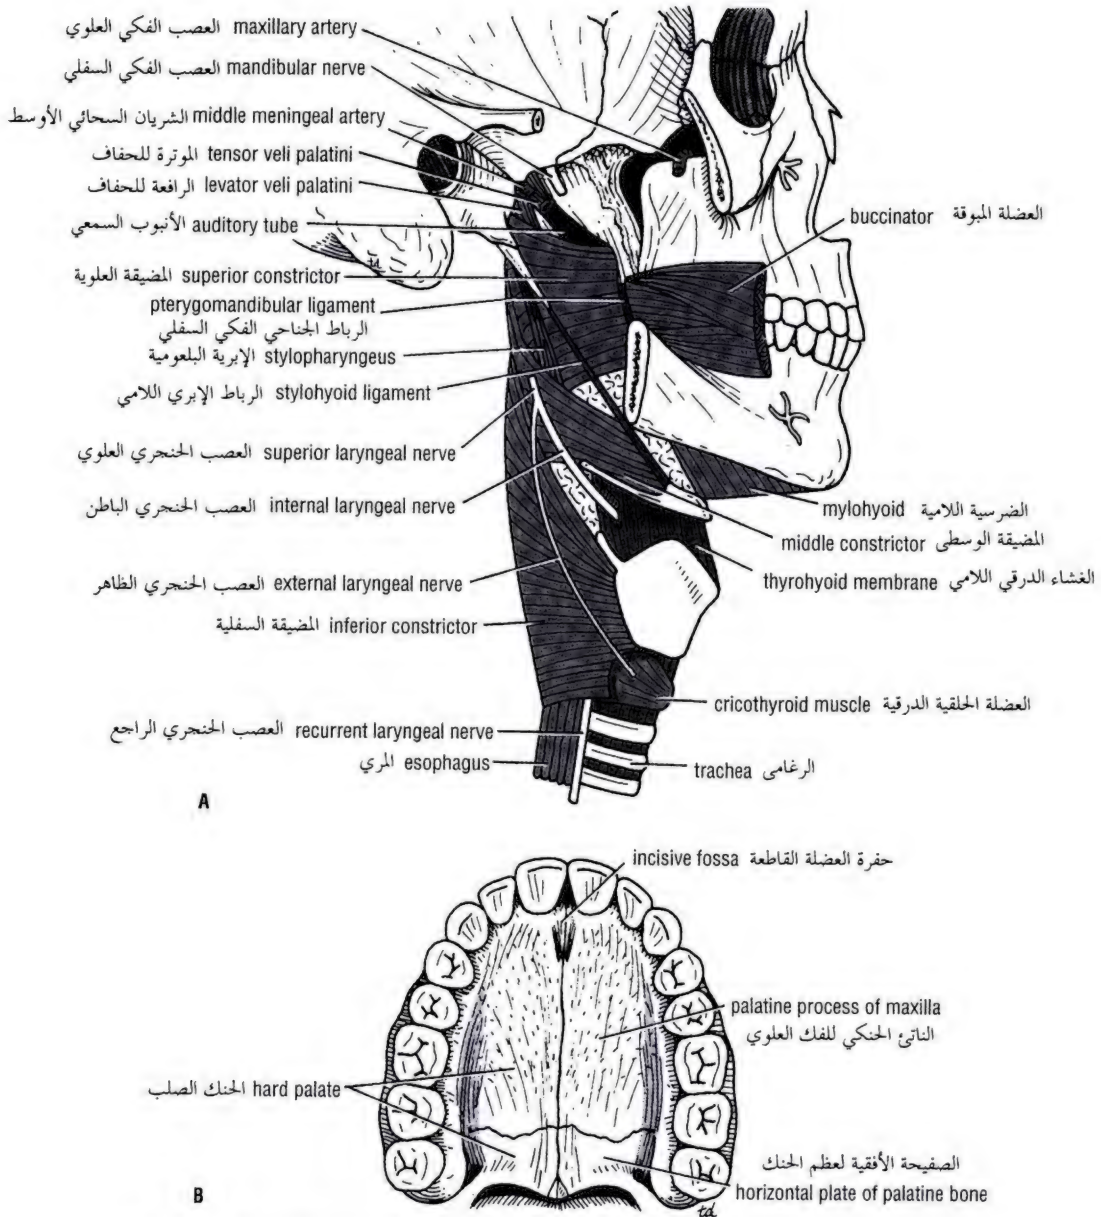 العصب الفكي العلوي maxillary artery
العصب الفكي السفلي mandibular nerve
الشريان السحائي الأوسط middle meningeal artery
الموترة للحفاف tensor veli palatini
الرافعة للحفاف levator veli palatini
الأنبوب السمعي auditory tube
buccinator العضلة المبوقة
المضيقة العلوية superior constrictor
pterygomandibular ligament
الرباط الجناحي الفكي السفلي
الإبرية البلعومية stylopharyngeus
الرباط الإبري اللامي stylohyoid ligament
العصب الحنجري العلوي superior laryngeal nerve
العصب الحنجري الباطن internal laryngeal nerve
mylohyoid الضرسية اللامية
middle constrictor المضيقة الوسطى
thyrohyoid membrane الغشاء الدرقي اللامي
العصب الحنجري الظاهر external laryngeal nerve
المضيقة السفلية inferior constrictor
cricothyroid muscle العضلة الحلقية الدرقية
العصب الحنجري الراجع recurrent laryngeal nerve
المري esophagus
trachea الرغامى
A
incisive fossa حفرة العضلة القاطعة
palatine process of maxilla
الناتئ الحنكي للفك العلوي
الحنك الصلب hard palate
الصفيحة الأفقية لعظم الحنك
horizontal plate of palatine bone
B
td